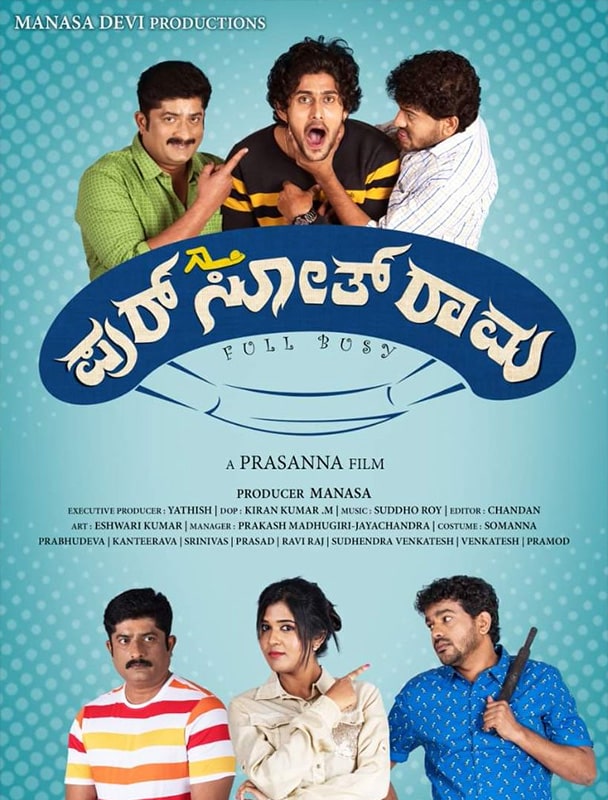 MANASA DEVI PRODUCTIONS
ಪುರ್ ಸೋತ್ ರಾಮ
FULL BUSY
A PRASANNA FILM
PRODUCER MANASA
EXECUTIVE PRODUCER : YATHISH | DOP : KIRAN KUMAR .M | MUSIC : SUDDHO ROY | EDITOR : CHANDAN
ART : ESHWARI KUMAR | MANAGER : PRAKASH MADHUGIRI-JAYACHANDRA | COSTUME : SOMANNA
PRABHUDEVA | KANTEERAVA | SRINIVAS | PRASAD | RAVI RAJ | SUDHENDRA VENKATESH | VENKATESH | PRAMOD